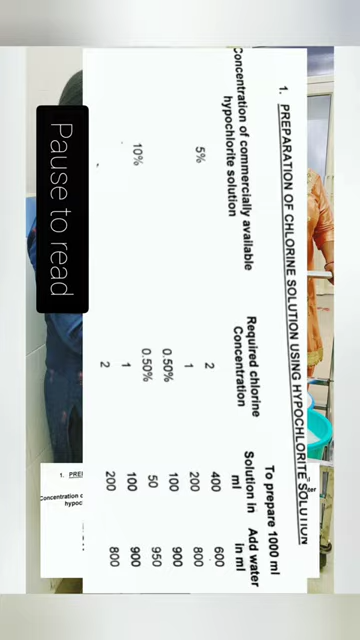 1. PREPARATION OF CHLORINE SOLUTION USING HYPOCHLORITE SOLUTION
Concentration of commercially available hypochlorite solution
Required chlorine Concentration
To prepare 1000 ml
Solution in ml
Add water in ml
5% 2 400 600
1 200 800
0.50% 100 900
10% 0.50% 50 950
1 100 900
2 200 800
Pause to read
1. PRE
Concentration
hypoc